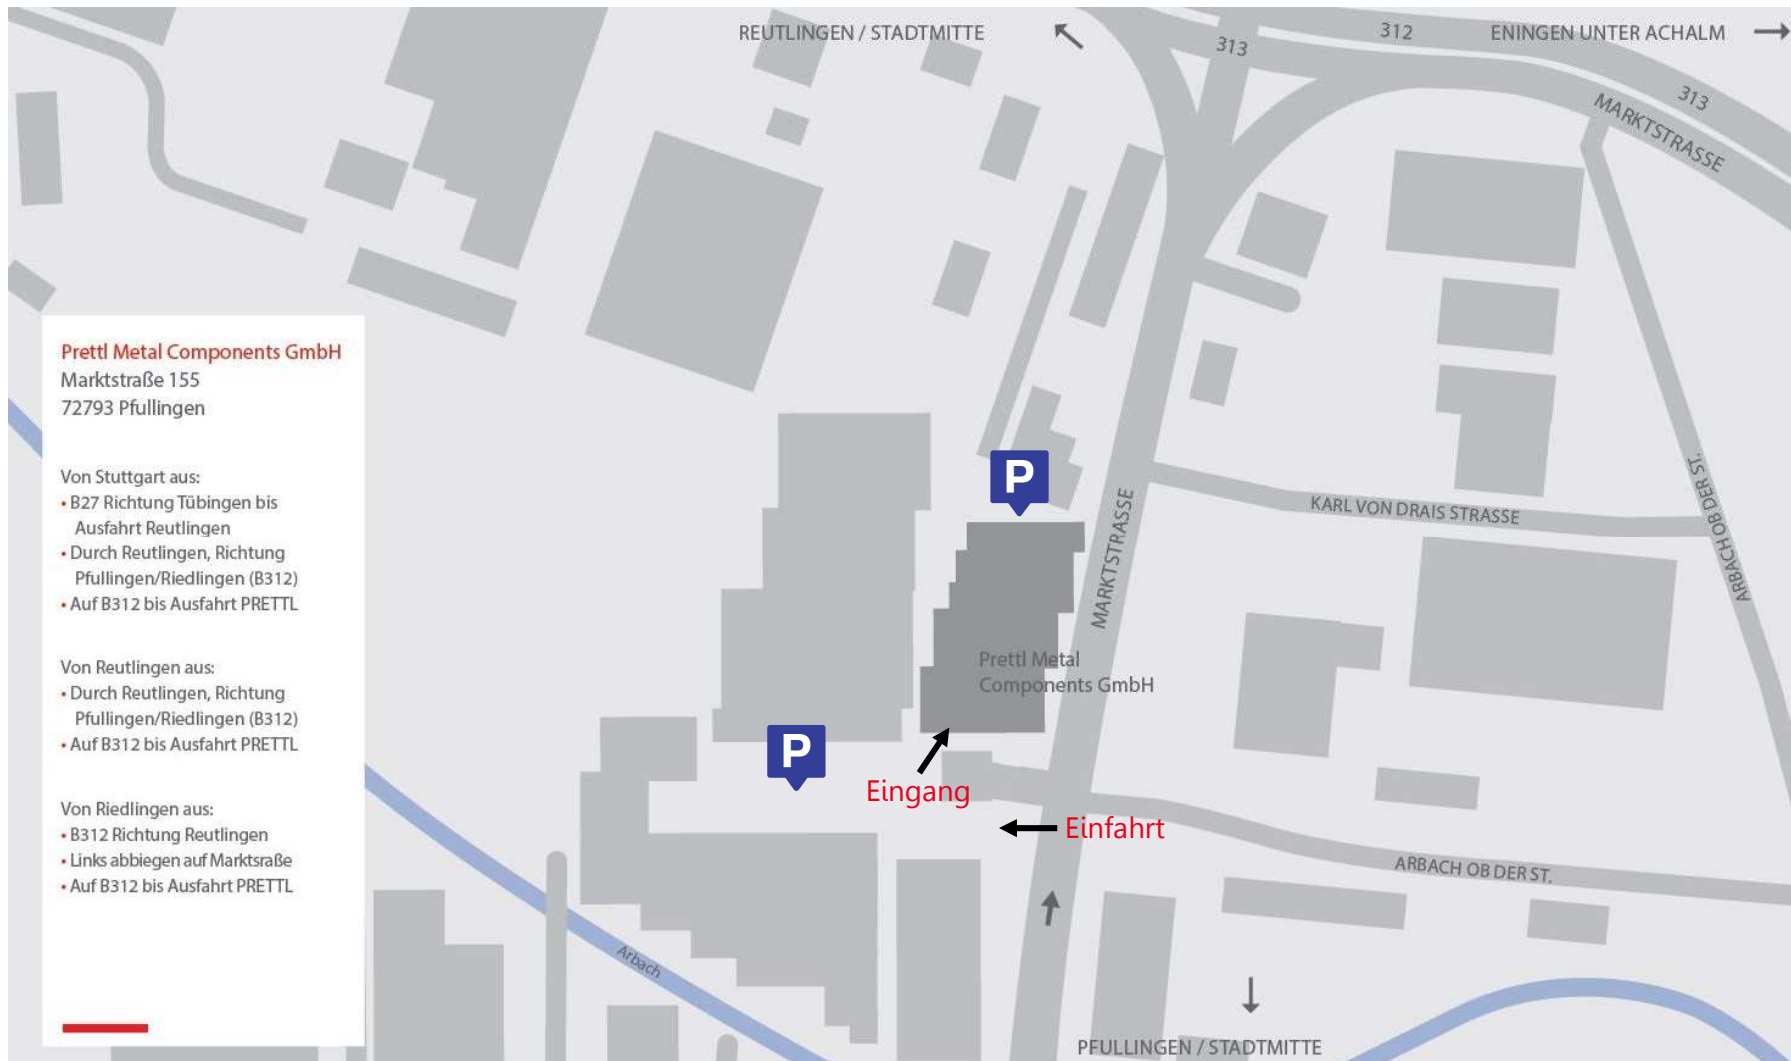 REUTLINGEN / STADTMITTE
312
ENINGEN UNTER ACHALM
313
313
MARKTSTRASSE
Prettl Metal Components GmbH
Marktstraße 155
72793 Pfullingen
Von Stuttgart aus:
• B27 Richtung Tübingen bis
Ausfahrt Reutlingen
• Durch Reutlingen, Richtung
Pfullingen/Riedlingen (B312)
• Auf B312 bis Ausfahrt PRETTL
Von Reutlingen aus:
• Durch Reutlingen, Richtung
Pfullingen/Riedlingen (B312)
• Auf B312 bis Ausfahrt PRETTL
Von Riedlingen aus:
• B312 Richtung Reutlingen
• Links abbiegen auf Marktsraße
• Auf B312 bis Ausfahrt PRETTL
P
MARKTSTRASSE
KARL VON DRAIS STRASSE
ARBACH OB DER ST.
Prettl Metal
Components GmbH
P
Eingang
Einfahrt
ARBACH OB DER ST.
Arbach
PFULLINGEN / STADTMITTE